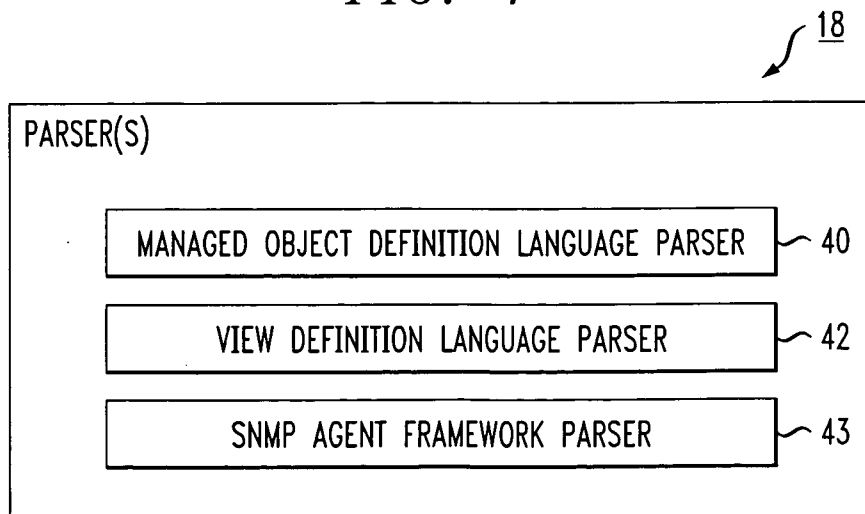 18
PARSER(S)
MANAGED OBJECT DEFINITION LANGUAGE PARSER 40
VIEW DEFINITION LANGUAGE PARSER 42
SNMP AGENT FRAMEWORK PARSER 43